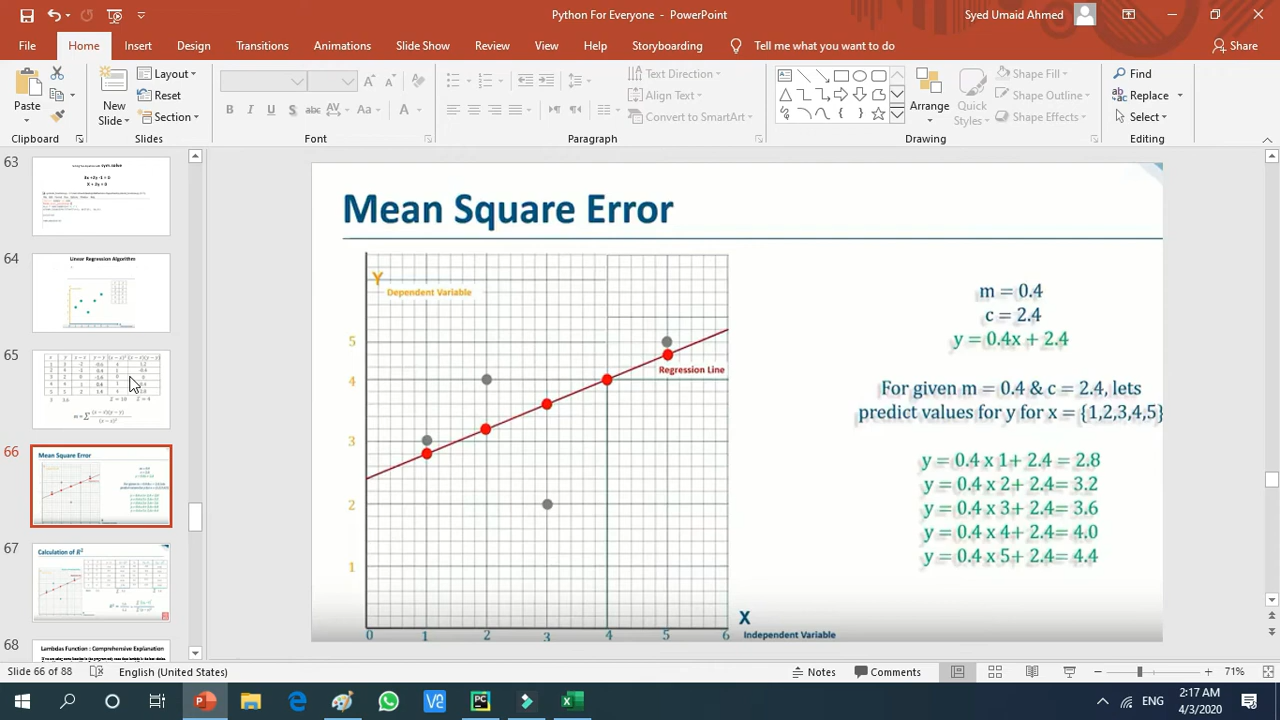 Python For Everyone - PowerPoint
Syed Umaid Ahmed
File Home Insert Design Transitions Animations Slide Show Review View Help Storyboarding Tell me what you want to do Share
Paste
Clipboard
New Slide
Layout
Reset
Section
Slides
B I U S abc AV Aa A
Font
Text Direction
Align Text
Convert to SmartArt
Paragraph
Arrange
Quick Styles
Shape Fill
Shape Outline
Shape Effects
Drawing
Find
Replace
Select
Editing
63
64
Linear Regression Algorithm
65
66
Mean Square Error
67
Calculation of R²
68
Lambdas Function : Comprehensive Explanation
Mean Square Error
Y
Dependent Variable
5
4
3
2
1
0 1 2 3 4 5 6
Regression Line
X
Independent Variable
m = 0.4
c = 2.4
y = 0.4x + 2.4
For given m = 0.4 & c = 2.4, lets
predict values for y for x = {1,2,3,4,5}
y = 0.4 x 1+ 2.4 = 2.8
y = 0.4 x 2+ 2.4= 3.2
y = 0.4 x 3+ 2.4= 3.6
y = 0.4 x 4+ 2.4= 4.0
y = 0.4 x 5+ 2.4= 4.4
Slide 66 of 88 English (United States) Notes Comments 71%
ENG
2:17 AM
4/3/2020